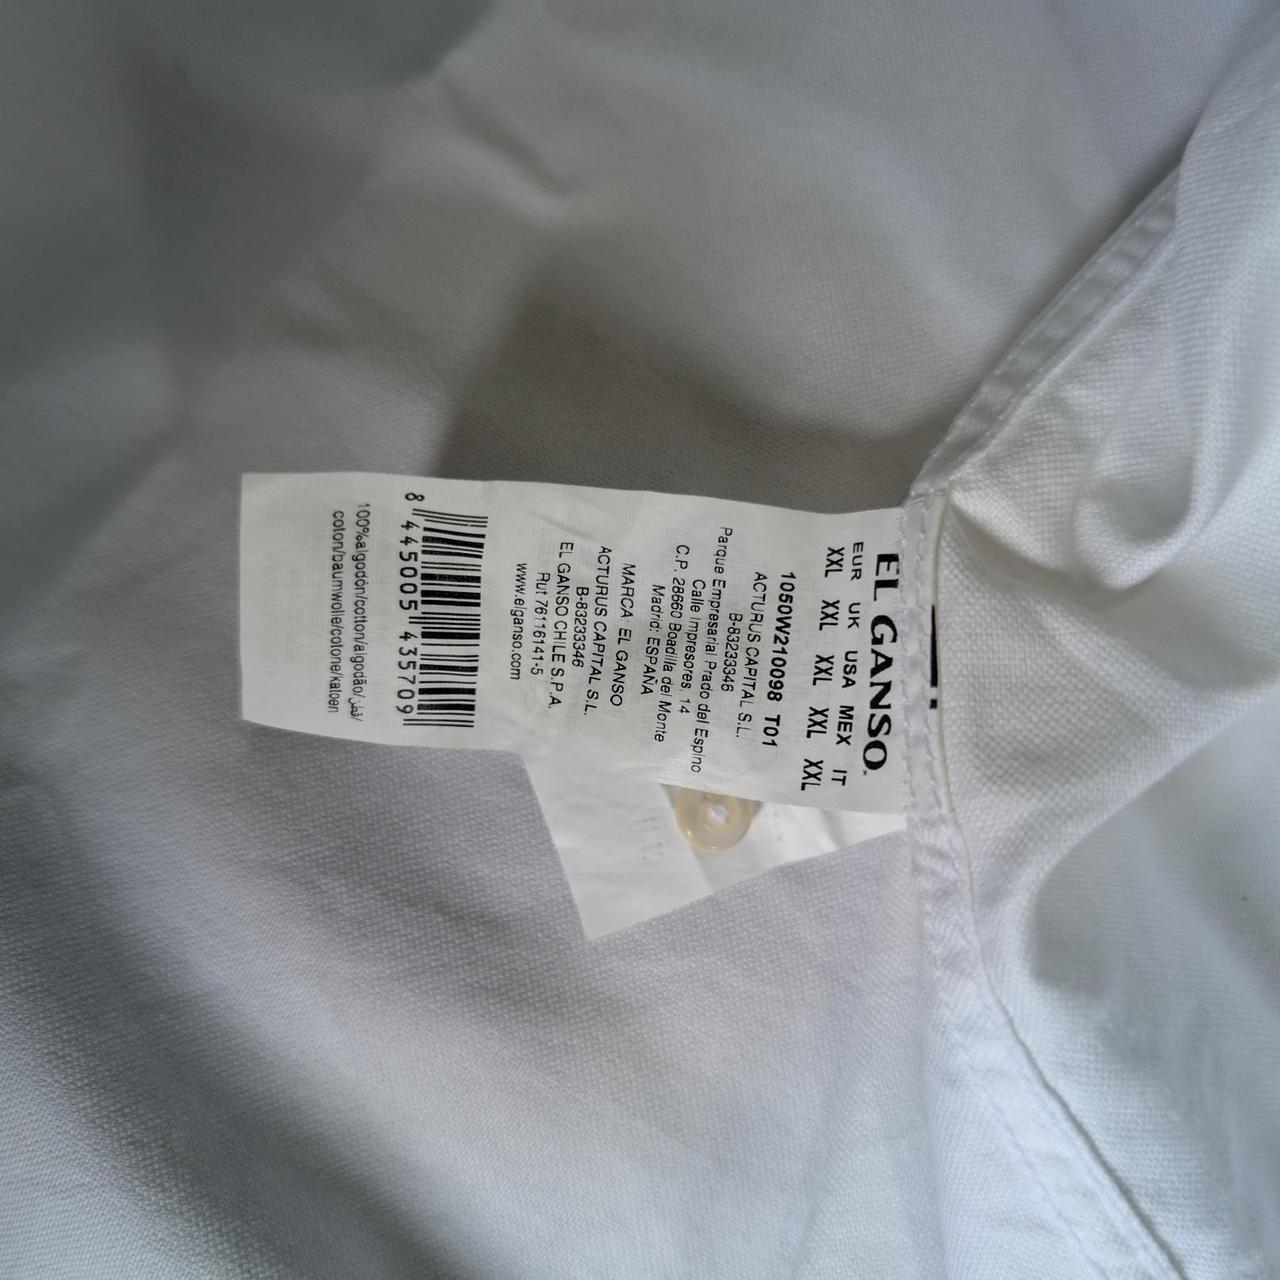 EL GANSO
EUR UK USA MEX IT
XXL XXL XXL XXL XXL
1050W210098 T01
ACTURUS CAPITAL S.L.
B-83233346
Parque Empresarial Prado del Espino
Calle Impresores, 14
C.P. 28660 Boadilla del Monte
Madrid: ESPAÑA
MARCA: EL GANSO
ACTURUS CAPITAL S.L.
B-83233346
EL GANSO CHILE S.P.A.
Rut 76116141-5
www.elganso.com
8 445005 435709
100%algodón/cotton/algodão/قطن/
coton/baumwolle/cotone/katoen